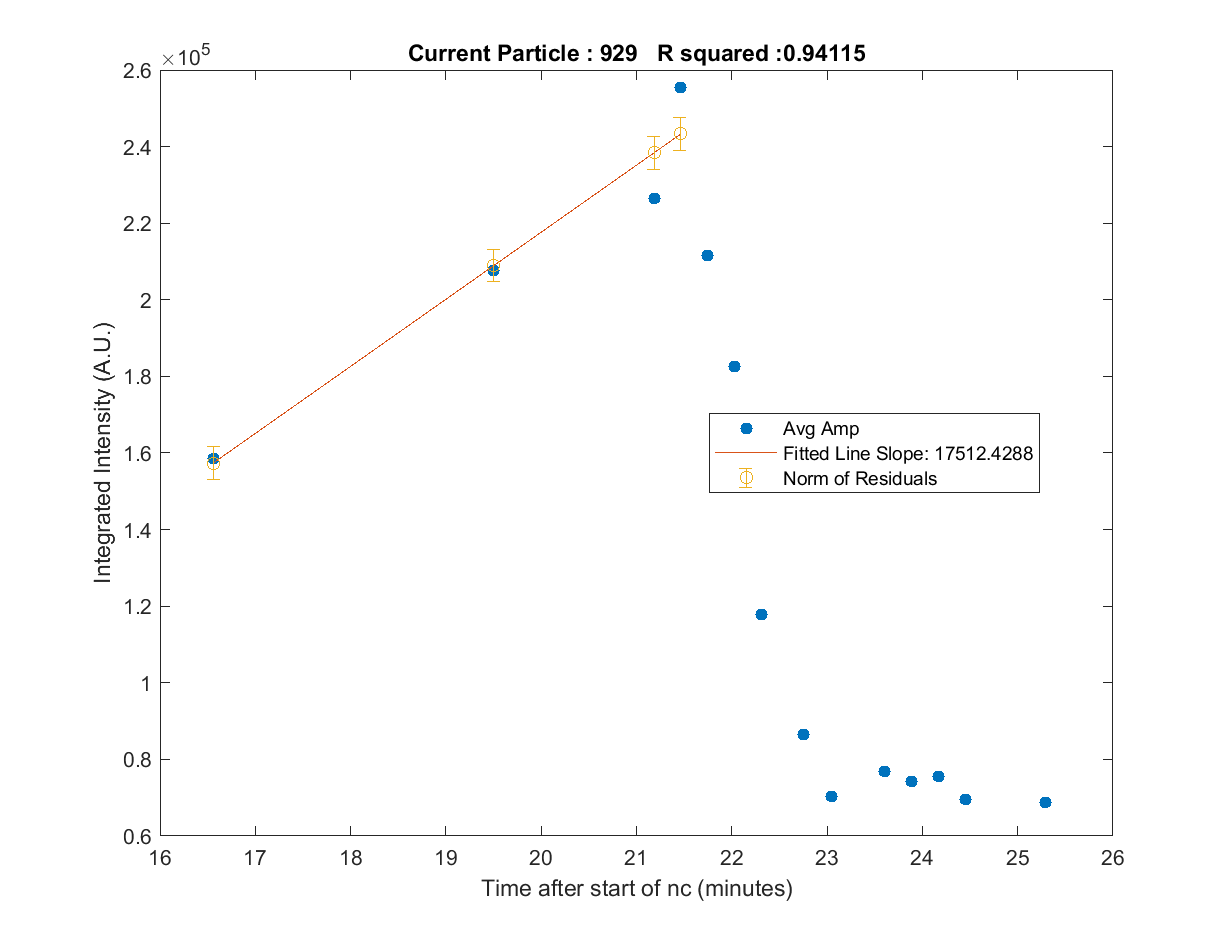 Current Particle : 929 R squared :0.94115
×10^5
2.6
2.4
2.2
2
1.8
1.6
1.4
1.2
1
0.8
0.6
16 17 18 19 20 21 22 23 24 25 26
Integrated Intensity (A.U.)
Time after start of nc (minutes)
Avg Amp
Fitted Line Slope: 17512.4288
Norm of Residuals